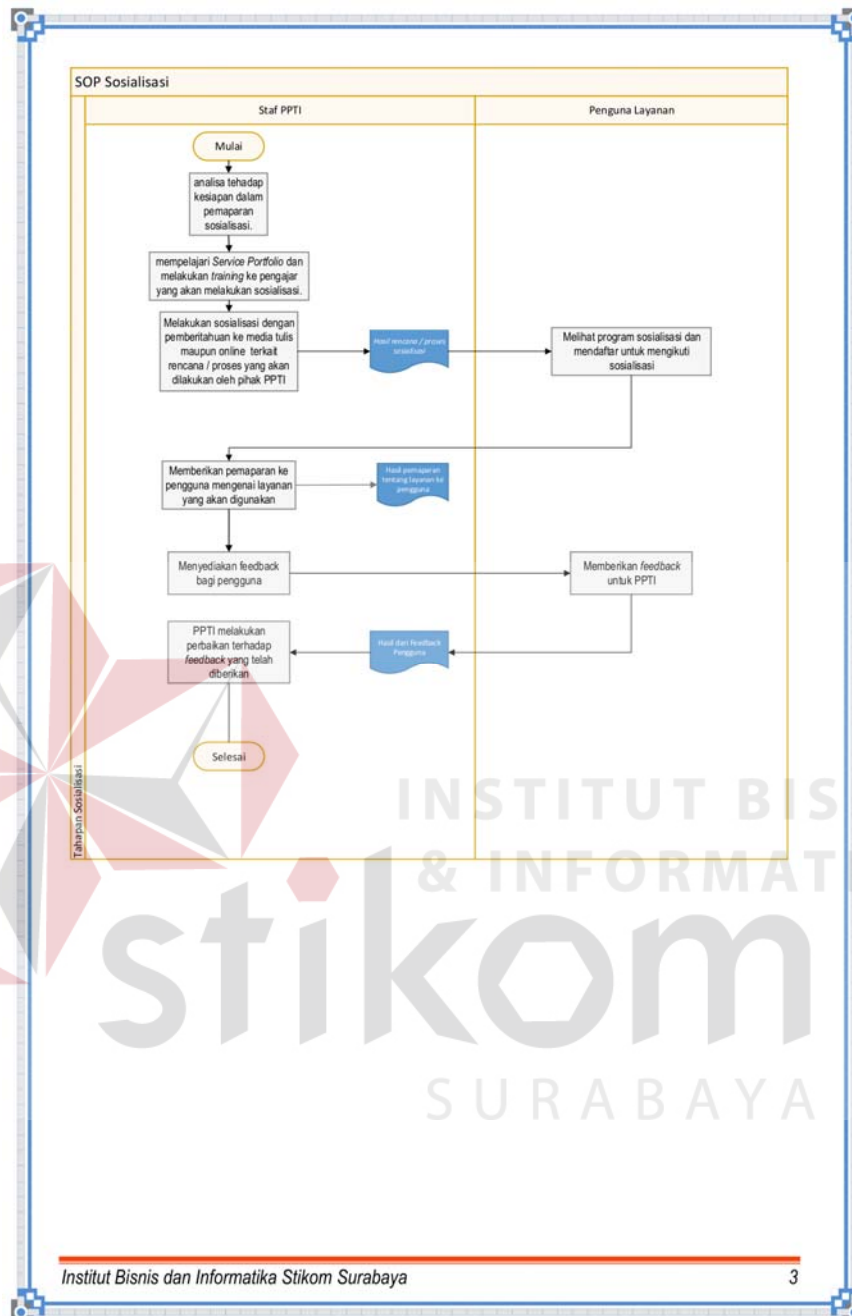 SOP Sosialisasi
Staf PPTI
Penguna Layanan
Mulai
analisa tehadap
kesiapan dalam
pemaparan
sosialisasi.
mempelajari Service Portfolio dan
melakukan training ke pengajar
yang akan melakukan sosialisasi.
Melakukan sosialisasi dengan
pemberitahuan ke media tulis
maupun online terkait
rencana / proses yang akan
dilakukan oleh pihak PPTI
Hasil rencana / proses
sosialisasi
Melihat program sosialisasi dan
mendaftar untuk mengikuti
sosialisasi
Memberikan pemaparan ke
pengguna mengenai layanan
yang akan digunakan
Hasil pemaparan
tentang layanan ke
pengguna
Menyediakan feedback
bagi pengguna
Memberikan feedback
untuk PPTI
PPTI melakukan
perbaikan terhadap
feedback yang telah
diberikan
Hasil dari Feedback
Pengguna
Selesai
Tahapan Sosialisasi
INSTITUT BIS
& INFORMATI
stikom
SURABAYA
Institut Bisnis dan Informatika Stikom Surabaya
3